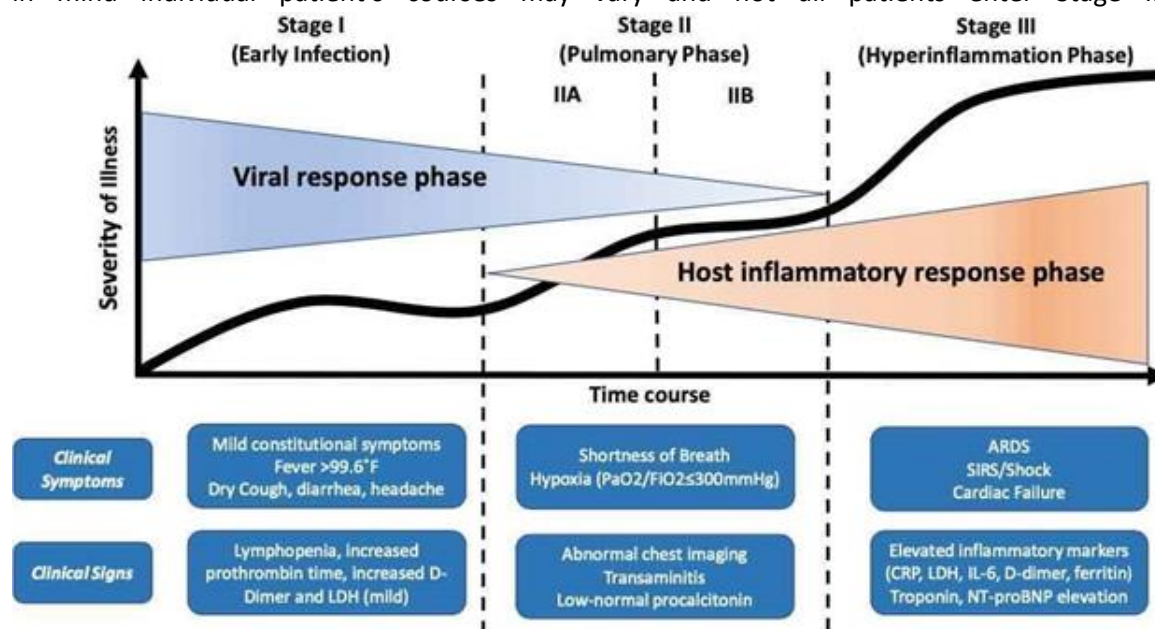 in mind individual patient's courses may vary and not all patients enter Stage II
Stage I
(Early Infection)
Stage II
(Pulmonary Phase)
Stage III
(Hyperinflammation Phase)
IIA
IIB
Severity of Illness
Viral response phase
Host inflammatory response phase
Time course
Clinical
Symptoms
Mild constitutional symptoms
Fever >99.6°F
Dry Cough, diarrhea, headache
Shortness of Breath
Hypoxia (PaO2/FiO2≤300mmHg)
ARDS
SIRS/Shock
Cardiac Failure
Clinical Signs
Lymphopenia, increased
prothrombin time, increased D-
Dimer and LDH (mild)
Abnormal chest imaging
Transaminitis
Low-normal procalcitonin
Elevated inflammatory markers
(CRP, LDH, IL-6, D-dimer, ferritin)
Troponin, NT-proBNP elevation